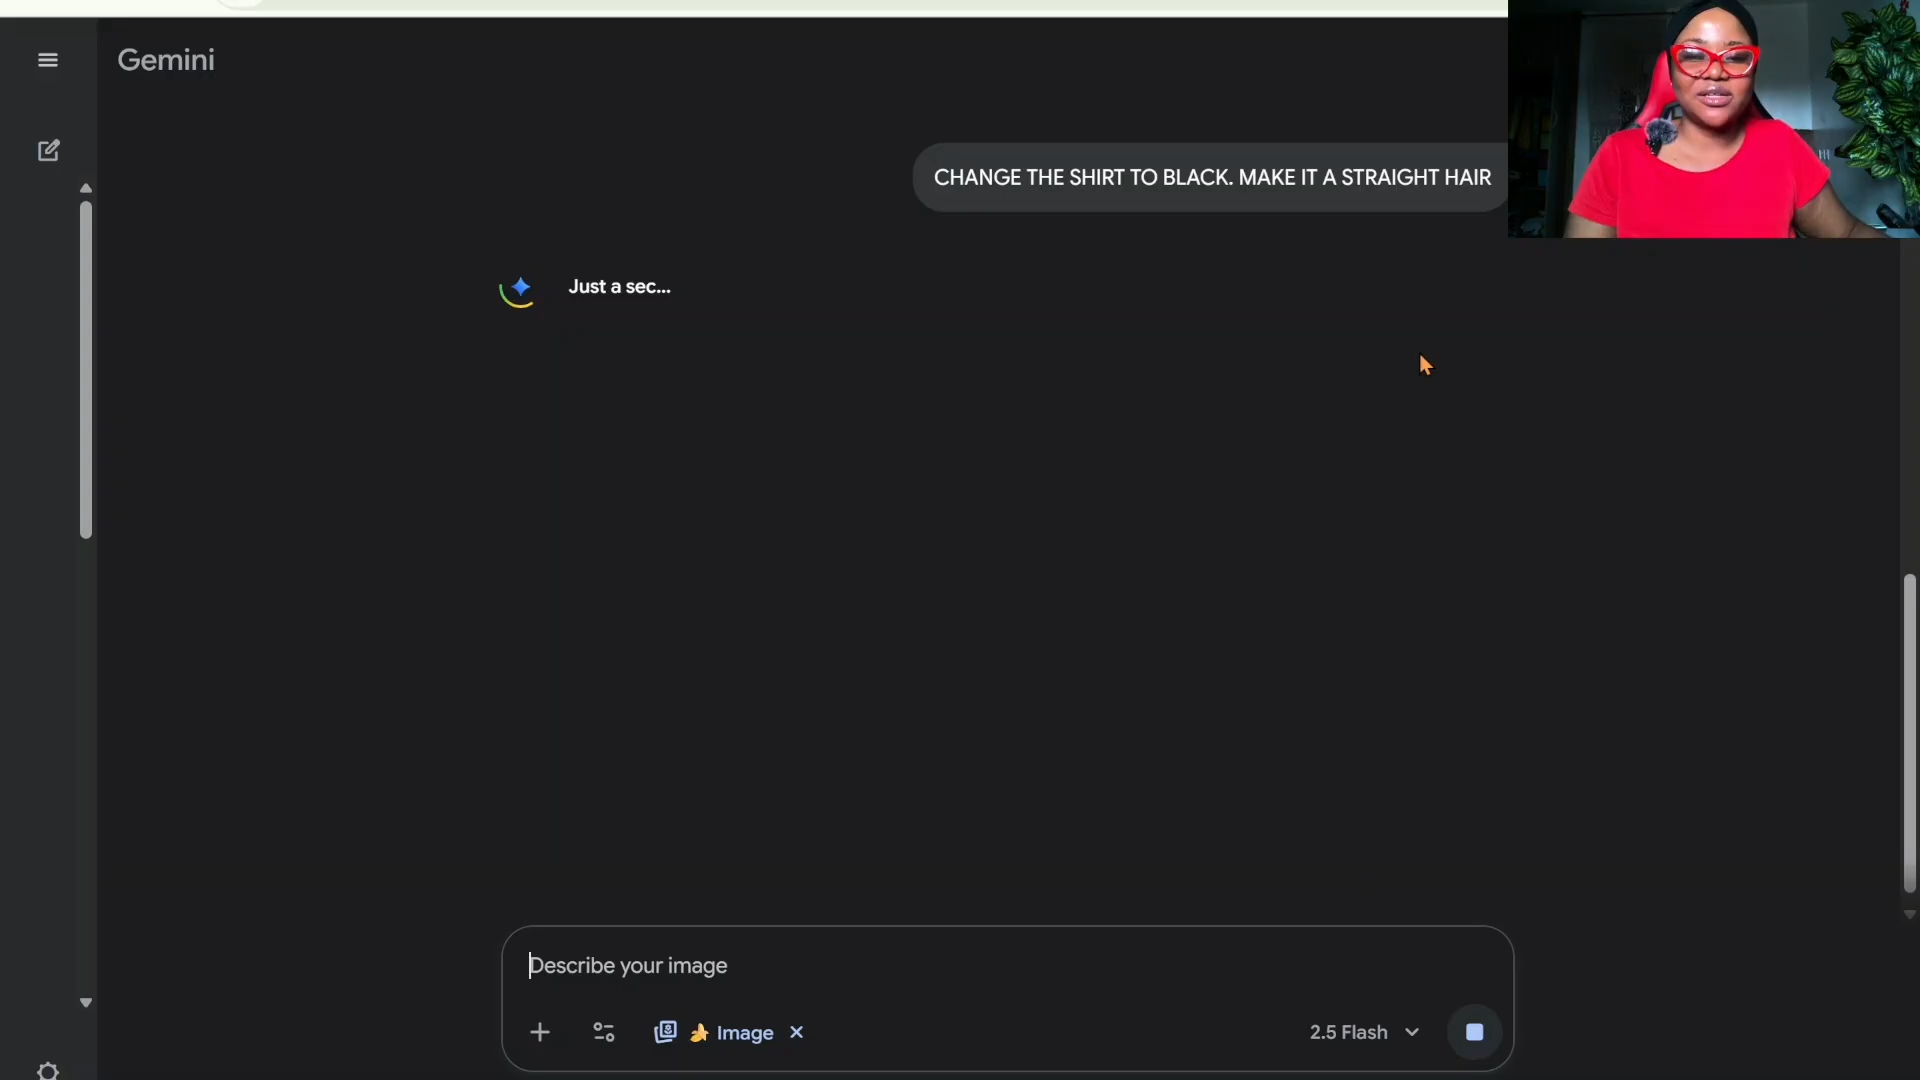 Gemini
CHANGE THE SHIRT TO BLACK. MAKE IT A STRAIGHT HAIR
Just a sec...
Describe your image
Image
2.5 Flash